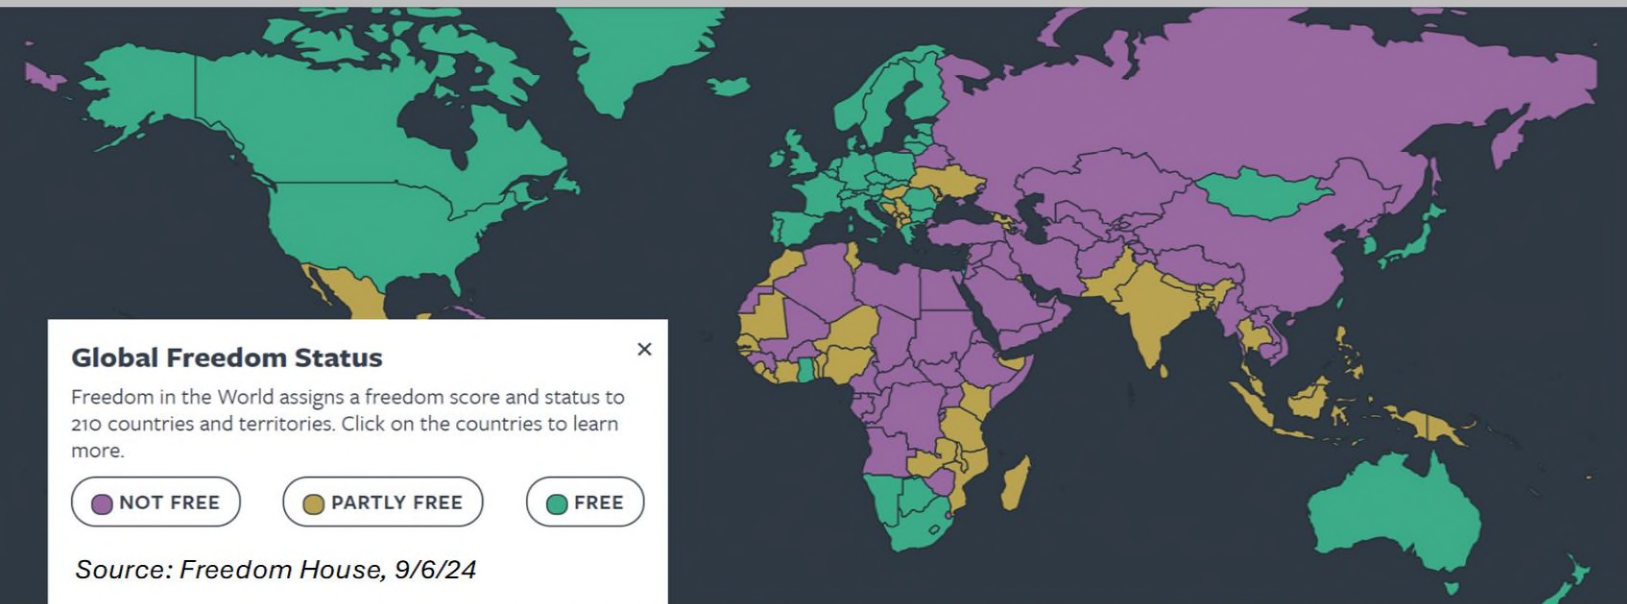 Global Freedom Status
×
Freedom in the World assigns a freedom score and status to
210 countries and territories. Click on the countries to learn
more.
NOT FREE
PARTLY FREE
FREE
Source: Freedom House, 9/6/24